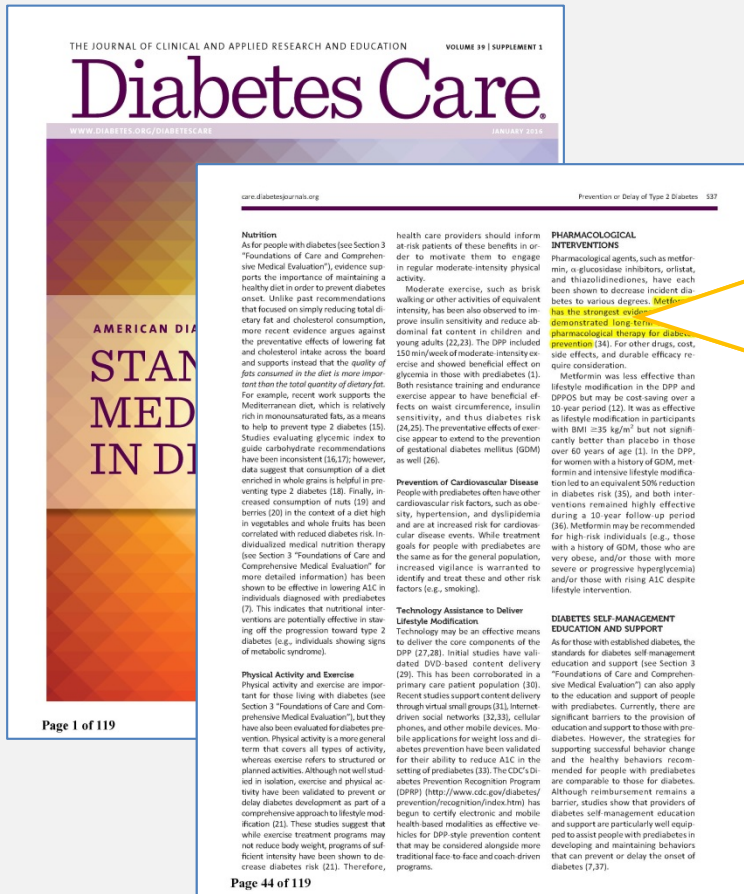 THE JOURNAL OF CLINICAL AND APPLIED RESEARCH AND EDUCATION
VOLUME 39 | SUPPLEMENT 1
Diabetes Care®
WWW.DIABETES.ORG/DIABETESCARE
JANUARY 2016
AMERICAN DIA
STAN
MED
IN DI
Page 1 of 119
care.diabetesjournals.org
Prevention or Delay of Type 2 Diabetes S37
Nutrition
As for people with diabetes (see Section 3
"Foundations of Care and Comprehen-
sive Medical Evaluation"), evidence sup-
ports the importance of maintaining a
healthy diet in order to prevent diabetes
onset. Unlike past recommendations
that focused on simply reducing total di-
etary fat and cholesterol consumption,
more recent evidence argues against
the preventative effects of lowering fat
and cholesterol intake across the board
and supports instead that the quality of
fats consumed in the diet is more impor-
tant than the total quantity of dietary fat.
For example, recent work supports the
Mediterranean diet, which is relatively
rich in monounsaturated fats, as a means
to help to prevent type 2 diabetes (15).
Studies evaluating glycemic index to
guide carbohydrate recommendations
have been inconsistent (16,17); however,
data suggest that consumption of a diet
enriched in whole grains is helpful in pre-
venting type 2 diabetes (18). Finally, in-
creased consumption of nuts (19) and
berries (20) in the context of a diet high
in vegetables and whole fruits has been
correlated with reduced diabetes risk. In-
dividualized medical nutrition therapy
(see Section 3 "Foundations of Care and
Comprehensive Medical Evaluation" for
more detailed information) has been
shown to be effective in lowering A1C in
individuals diagnosed with prediabetes
(7). This indicates that nutritional inter-
ventions are potentially effective in stav-
ing off the progression toward type 2
diabetes (e.g., individuals showing signs
of metabolic syndrome).
Physical Activity and Exercise
Physical activity and exercise are impor-
tant for those living with diabetes (see
Section 3 "Foundations of Care and Com-
prehensive Medical Evaluation"), but they
have also been evaluated for diabetes pre-
vention. Physical activity is a more general
term that covers all types of activity,
whereas exercise refers to structured or
planned activities. Although not well stud-
ied in isolation, exercise and physical ac-
tivity have been validated to prevent or
delay diabetes development as part of a
comprehensive approach to lifestyle mod-
ification (21). These studies suggest that
while exercise treatment programs may
not reduce body weight, programs of suf-
ficient intensity have been shown to de-
crease diabetes risk (21). Therefore,
health care providers should inform
at-risk patients of these benefits in or-
der to motivate them to engage
in regular moderate-intensity physical
activity.
Moderate exercise, such as brisk
walking or other activities of equivalent
intensity, has been also observed to im-
prove insulin sensitivity and reduce ab-
dominal fat content in children and
young adults (22,23). The DPP included
150 min/week of moderate-intensity ex-
ercise and showed beneficial effect on
glycemia in those with prediabetes (1).
Both resistance training and endurance
exercise appear to have beneficial ef-
fects on waist circumference, insulin
sensitivity, and thus diabetes risk
(24,25). The preventative effects of exer-
cise appear to extend to the prevention
of gestational diabetes mellitus (GDM)
as well (26).
Prevention of Cardiovascular Disease
People with prediabetes often have other
cardiovascular risk factors, such as obe-
sity, hypertension, and dyslipidemia
and are at increased risk for cardiovas-
cular disease events. While treatment
goals for people with prediabetes are
the same as for the general population,
increased vigilance is warranted to
identify and treat these and other risk
factors (e.g., smoking).
Technology Assistance to Deliver
Lifestyle Modification
Technology may be an effective means
to deliver the core components of the
DPP (27,28). Initial studies have vali-
dated DVD-based content delivery
(29). This has been corroborated in a
primary care patient population (30).
Recent studies support content delivery
through virtual small groups (31), Internet-
driven social networks (32,33), cellular
phones, and other mobile devices. Mo-
bile applications for weight loss and di-
abetes prevention have been validated
for their ability to reduce A1C in the
setting of prediabetes (33). The CDC's Di-
abetes Prevention Recognition Program
(DPRP) (http://www.cdc.gov/diabetes/
prevention/recognition/index.htm) has
begun to certify electronic and mobile
health-based modalities as effective ve-
hicles for DPP-style prevention content
that may be considered alongside more
traditional face-to-face and coach-driven
programs.
PHARMACOLOGICAL
INTERVENTIONS
Pharmacological agents, such as metfor-
min, α-glucosidase inhibitors, orlistat,
and thiazolidinediones, have each
been shown to decrease incident dia-
betes to various degrees.
has the strongest
demonstrated
pharmacological therapy for
prevention (34). For other drugs, cost,
side effects, and durable efficacy re-
quire consideration.
Metformin was less effective than
lifestyle modification in the DPP and
DPPOS but may be cost-saving over a
10-year period (12). It was as effective
as lifestyle modification in participants
with BMI ≥35 kg/m² but not signifi-
cantly better than placebo in those
over 60 years of age (1). In the DPP,
for women with a history of GDM, met-
formin and intensive lifestyle modifica-
tion led to an equivalent 50% reduction
in diabetes risk (35), and both inter-
ventions remained highly effective
during a 10-year follow-up period
(36). Metformin may be recommended
for high-risk individuals (e.g., those
with a history of GDM, those who are
very obese, and/or those with more
severe or progressive hyperglycemia)
and/or those with rising A1C despite
lifestyle intervention.
DIABETES SELF-MANAGEMENT
EDUCATION AND SUPPORT
As for those with established diabetes, the
standards for diabetes self-management
education and support (see Section 3
"Foundations of Care and Comprehen-
sive Medical Evaluation") can also apply
to the education and support of people
with prediabetes. Currently, there are
significant barriers to the provision of
education and support to those with pre-
diabetes. However, the strategies for
supporting successful behavior change
and the healthy behaviors recom-
mended for people with prediabetes
are comparable to those for diabetes.
Although reimbursement remains a
barrier, studies show that providers of
diabetes self-management education
and support are particularly well equip-
ped to assist people with prediabetes in
developing and maintaining behaviors
that can prevent or delay the onset of
diabetes (7,37).
Page 44 of 119